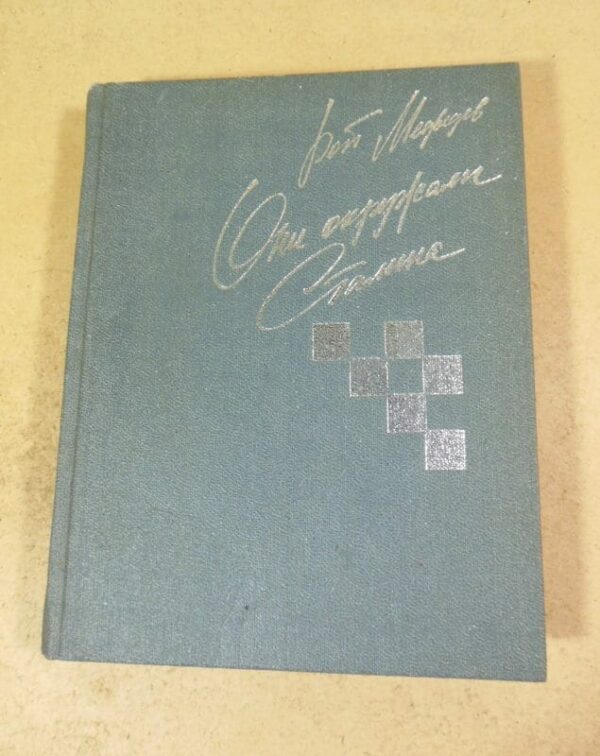 Рой Медведев
Они окружали
Сталина